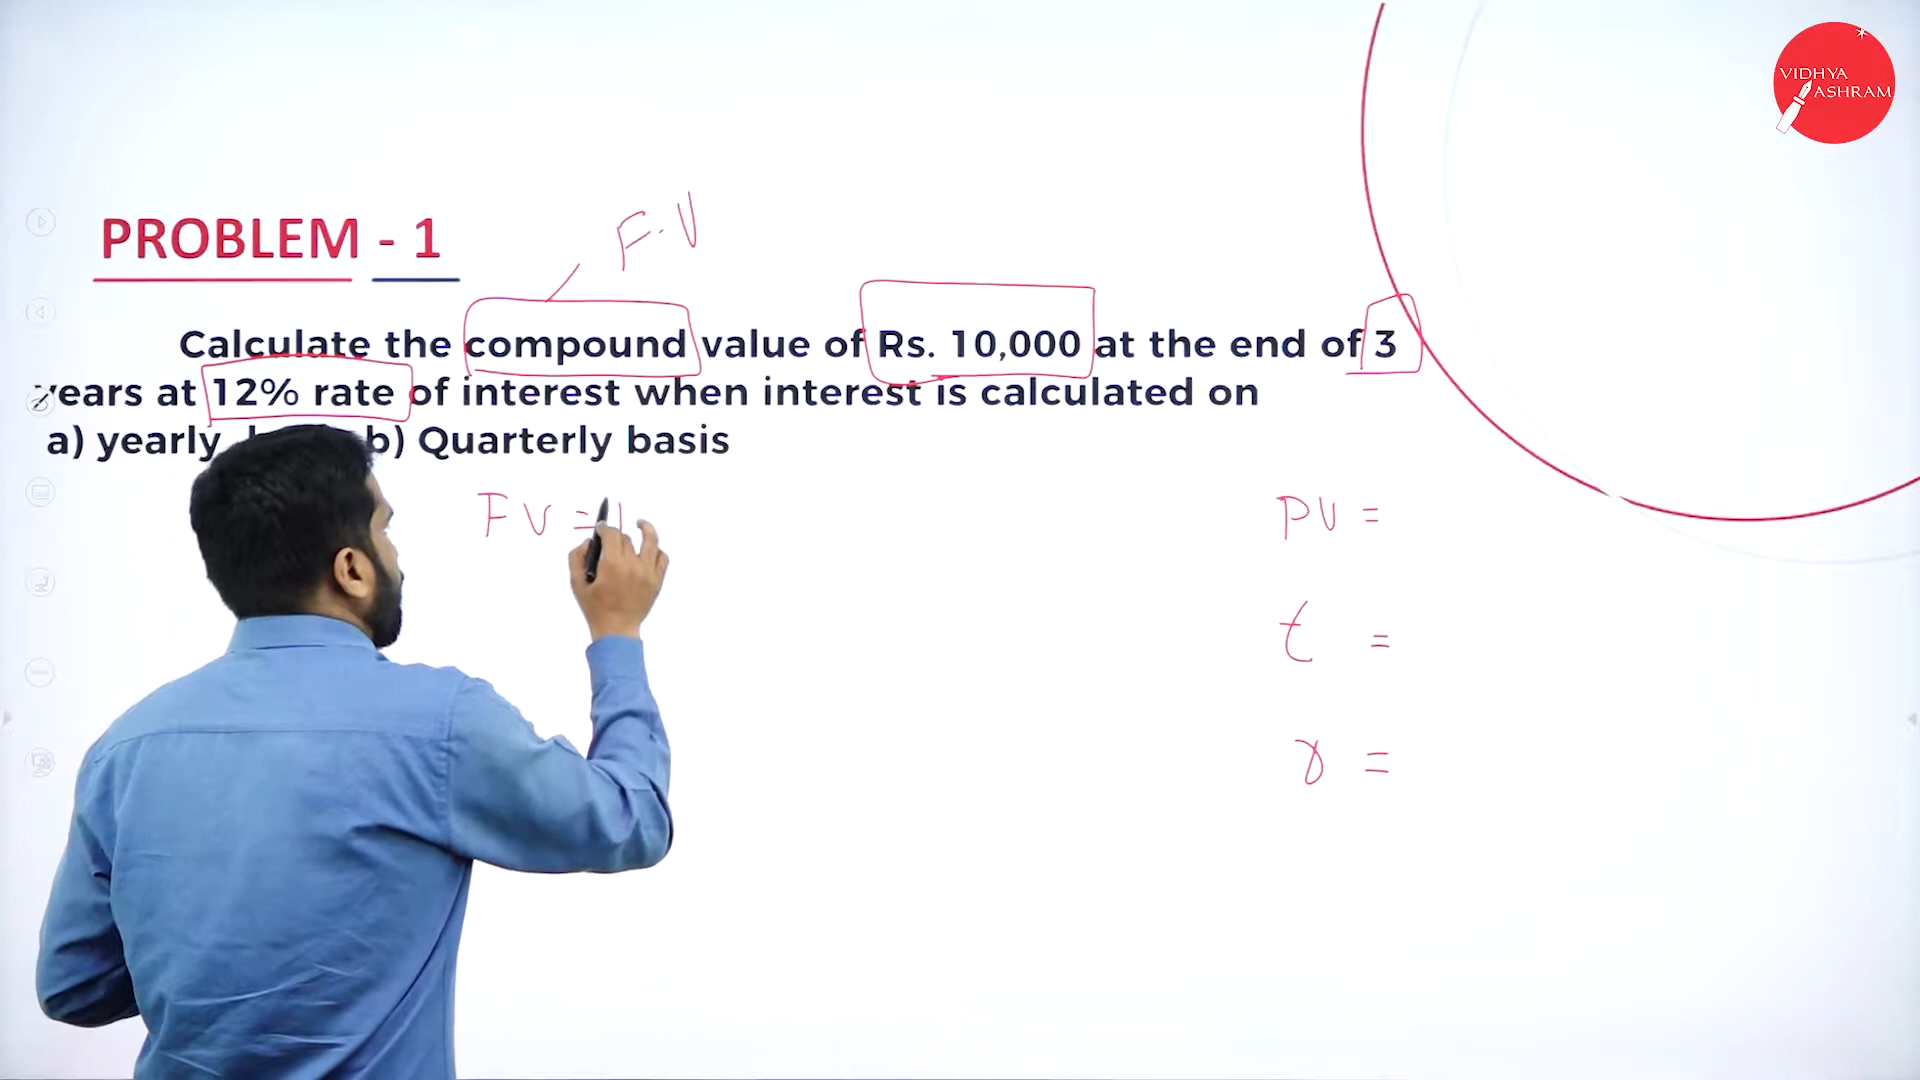 VIDHYA
ASHRAM
F.V
PROBLEM - 1
Calculate the compound value of Rs. 10,000 at the end of 3
years at 12% rate of interest when interest is calculated on
a) yearly b) Quarterly basis
FV =
PV =
t =
r =